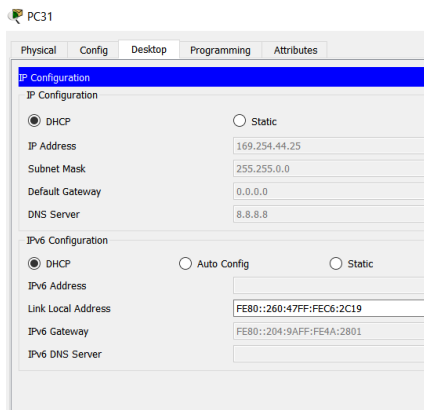 PC31
Physical Config Desktop Programming Attributes
IP Configuration
IP Configuration
DHCP Static
IP Address 169.254.44.25
Subnet Mask 255.255.0.0
Default Gateway 0.0.0.0
DNS Server 8.8.8.8
IPv6 Configuration
DHCP Auto Config Static
IPv6 Address
Link Local Address FE80::260:47FF:FEC6:2C19
IPv6 Gateway FE80::204:9AFF:FE4A:2801
IPv6 DNS Server